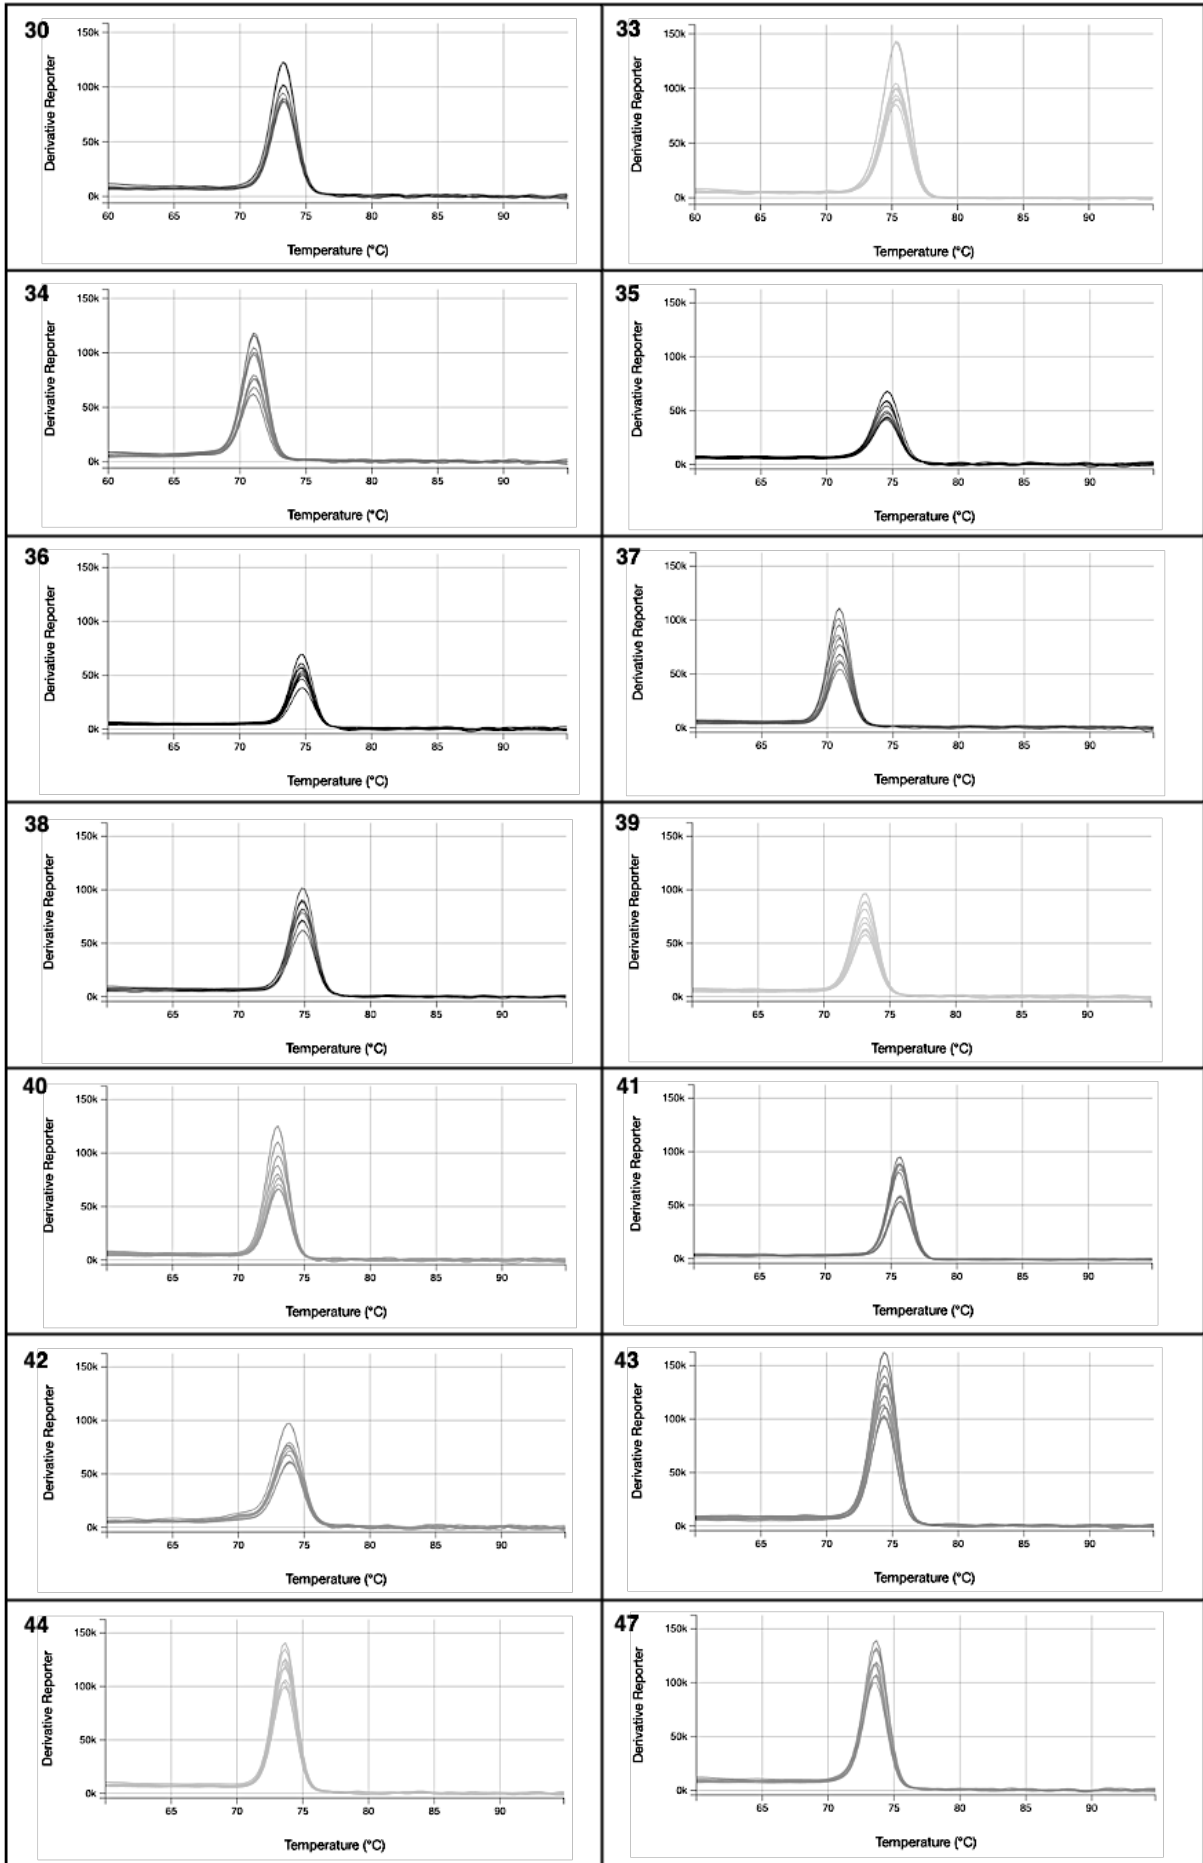 30
Derivative Reporter
150k
100k
50k
0k
60 65 70 75 80 85 90
Temperature (°C)
33
Derivative Reporter
150k
100k
50k
0k
60 65 70 75 80 85 90
Temperature (°C)
34
Derivative Reporter
150k
100k
50k
0k
60 65 70 75 80 85 90
Temperature (°C)
35
Derivative Reporter
150k
100k
50k
0k
65 70 75 80 85 90
Temperature (°C)
36
Derivative Reporter
150k
100k
50k
0k
65 70 75 80 85 90
Temperature (°C)
37
Derivative Reporter
150k
100k
50k
0k
65 70 75 80 85 90
Temperature (°C)
38
Derivative Reporter
150k
100k
50k
0k
65 70 75 80 85 90
Temperature (°C)
39
Derivative Reporter
150k
100k
50k
0k
65 70 75 80 85 90
Temperature (°C)
40
Derivative Reporter
150k
100k
50k
0k
65 70 75 80 85 90
Temperature (°C)
41
Derivative Reporter
150k
100k
50k
0k
65 70 75 80 85 90
Temperature (°C)
42
Derivative Reporter
150k
100k
50k
0k
65 70 75 80 85 90
Temperature (°C)
43
Derivative Reporter
150k
100k
50k
0k
65 70 75 80 85 90
Temperature (°C)
44
Derivative Reporter
150k
100k
50k
0k
65 70 75 80 85 90
Temperature (°C)
47
Derivative Reporter
150k
100k
50k
0k
65 70 75 80 85 90
Temperature (°C)